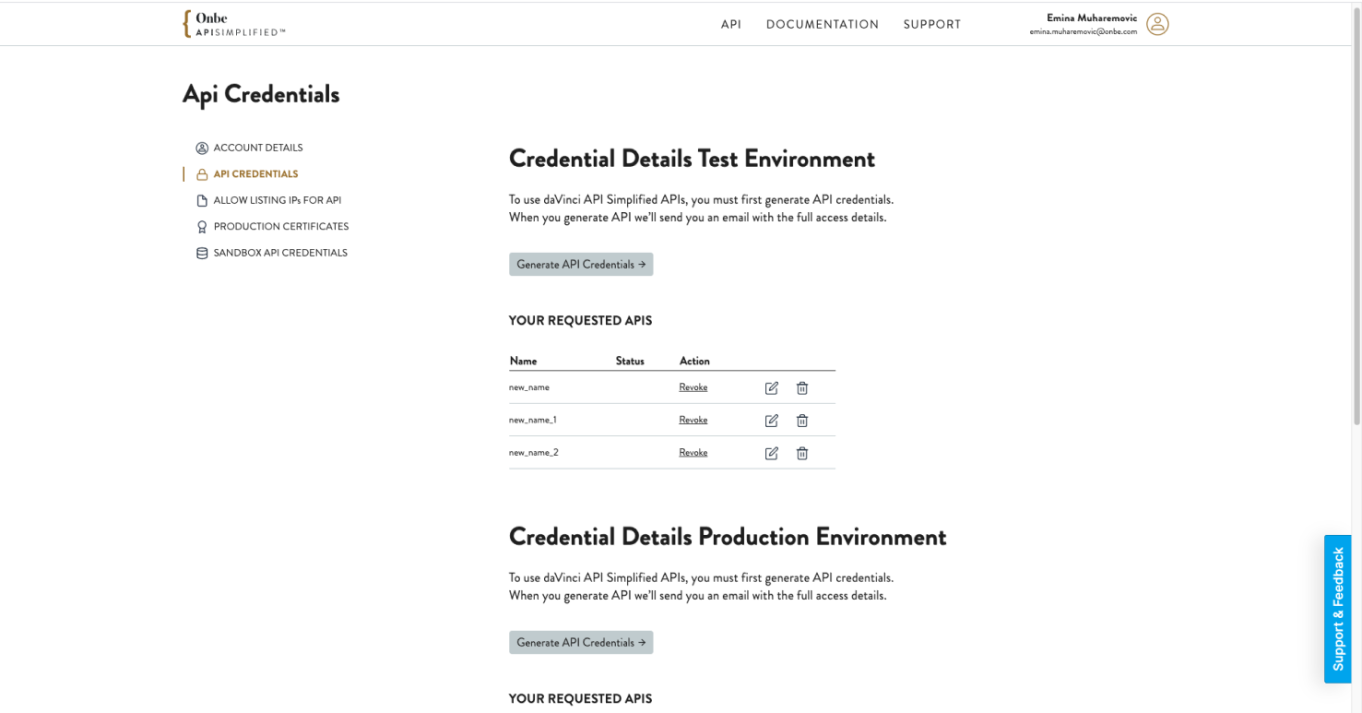 Onbe
APISIMPLIFIED™
API DOCUMENTATION SUPPORT
Emina Muharemovic
emina.muharemovic@onbe.com
Api Credentials
ACCOUNT DETAILS
API CREDENTIALS
ALLOW LISTING IPs FOR API
PRODUCTION CERTIFICATES
SANDBOX API CREDENTIALS
Credential Details Test Environment
To use daVinci API Simplified APIs, you must first generate API credentials.
When you generate API we'll send you an email with the full access details.
Generate API Credentials →
YOUR REQUESTED APIS
Name Status Action
new_name Revoke
new_name_1 Revoke
new_name_2 Revoke
Credential Details Production Environment
To use daVinci API Simplified APIs, you must first generate API credentials.
When you generate API we'll send you an email with the full access details.
Generate API Credentials →
YOUR REQUESTED APIS
Support & Feedback